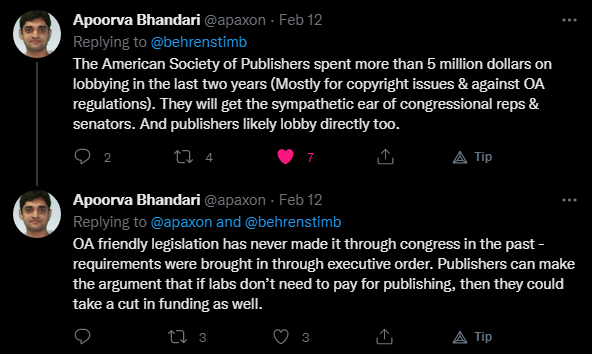 Apoorva Bhandari @apaxon · Feb 12
Replying to @behrenstimb
The American Society of Publishers spent more than 5 million dollars on
lobbying in the last two years (Mostly for copyright issues & against OA
regulations). They will get the sympathetic ear of congressional reps &
senators. And publishers likely lobby directly too.
2 4 7 Tip
Apoorva Bhandari @apaxon · Feb 12
Replying to @apaxon and @behrenstimb
OA friendly legislation has never made it through congress in the past -
requirements were brought in through executive order. Publishers can make
the argument that if labs don’t need to pay for publishing, then they could
take a cut in funding as well.
3 3 Tip